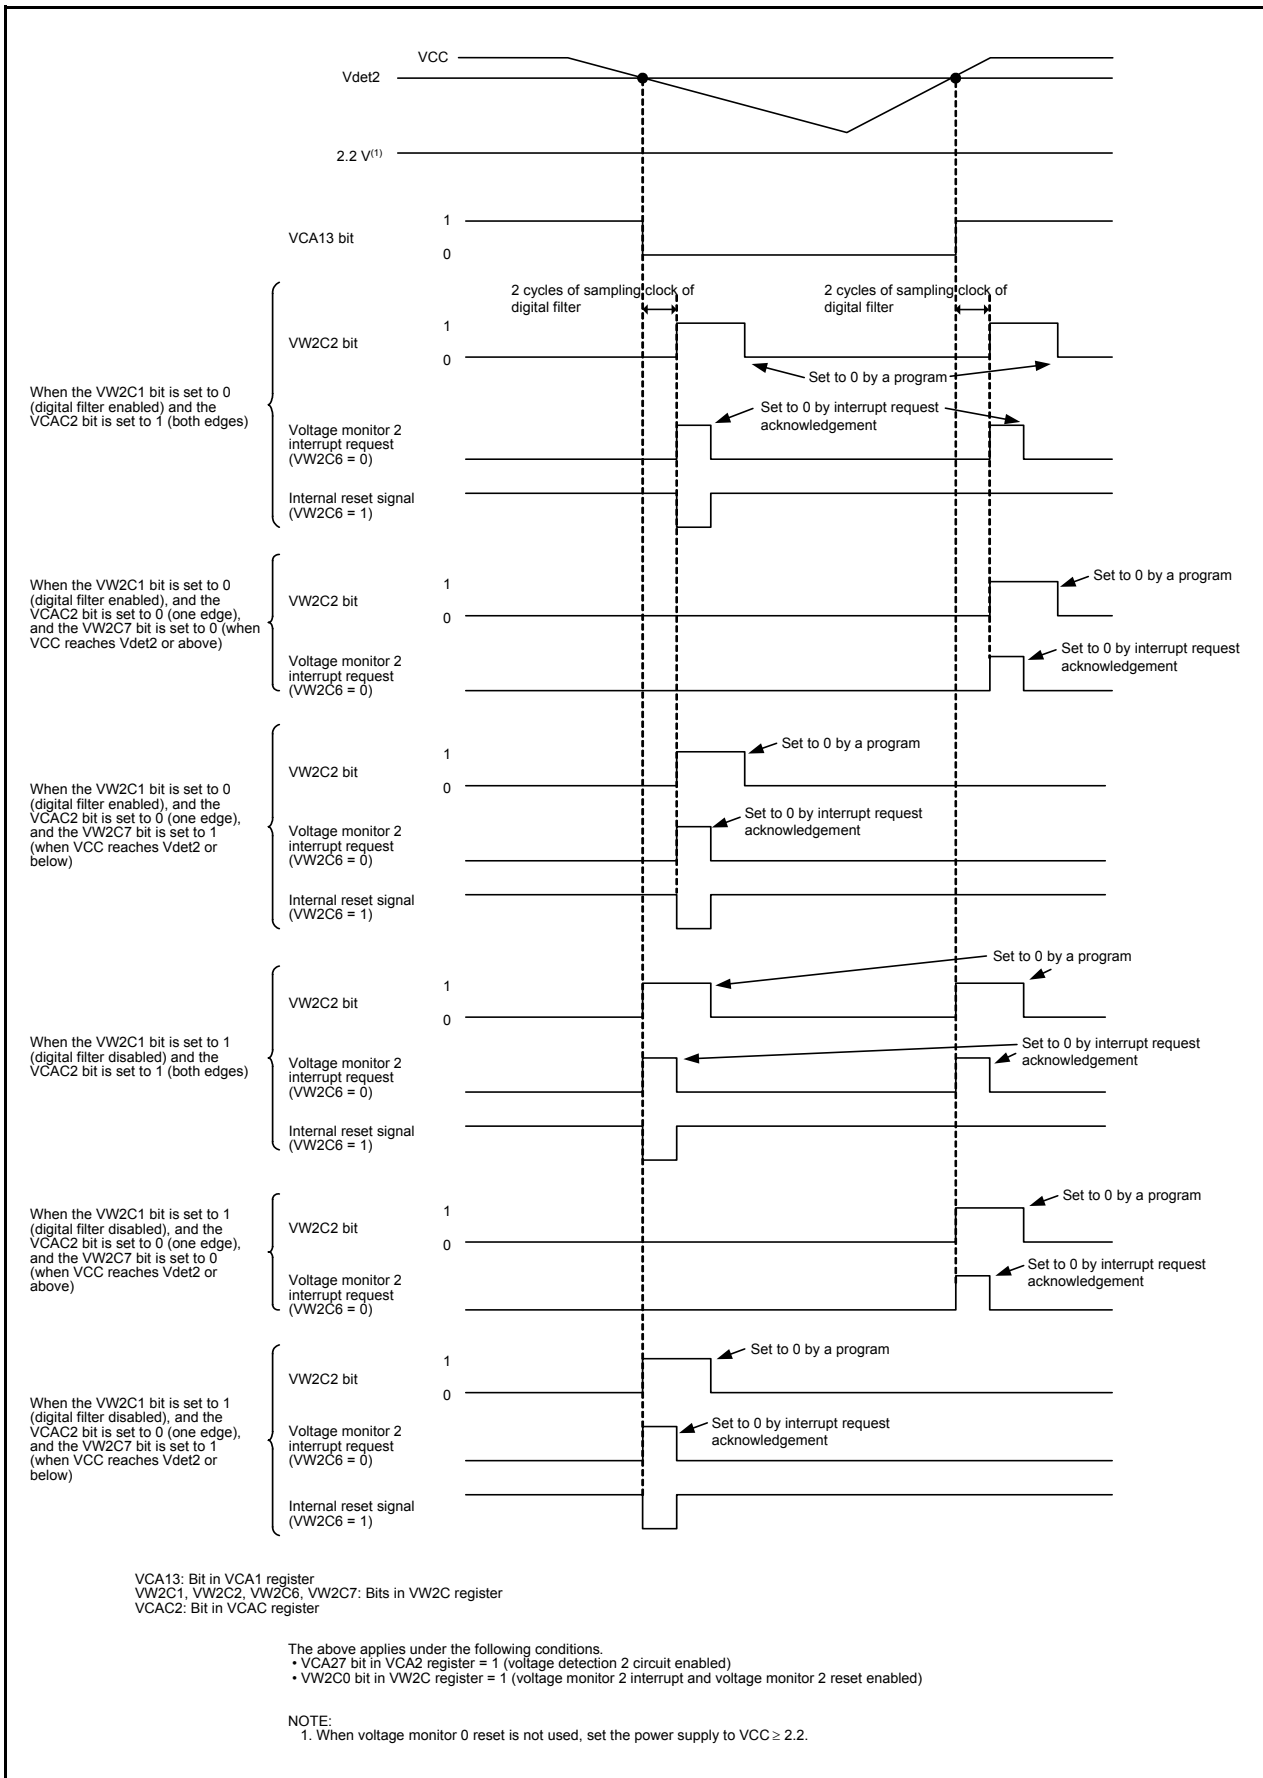 VCC
Vdet2
2.2 V(1)
1
VCA13 bit
0
2 cycles of sampling clock of
digital filter
2 cycles of sampling clock of
digital filter
1
VW2C2 bit
0
Set to 0 by a program
When the VW2C1 bit is set to 0
(digital filter enabled) and the
VCAC2 bit is set to 1 (both edges)
Set to 0 by interrupt request
acknowledgement
Voltage monitor 2
interrupt request
(VW2C6 = 0)
Internal reset signal
(VW2C6 = 1)
When the VW2C1 bit is set to 0
(digital filter enabled), and the
VCAC2 bit is set to 0 (one edge),
and the VW2C7 bit is set to 0 (when
VCC reaches Vdet2 or above)
1
VW2C2 bit
0
Set to 0 by a program
Voltage monitor 2
interrupt request
(VW2C6 = 0)
Set to 0 by interrupt request
acknowledgement
When the VW2C1 bit is set to 0
(digital filter enabled), and the
VCAC2 bit is set to 0 (one edge),
and the VW2C7 bit is set to 1
(when VCC reaches Vdet2 or
below)
1
VW2C2 bit
0
Set to 0 by a program
Voltage monitor 2
interrupt request
(VW2C6 = 0)
Set to 0 by interrupt request
acknowledgement
Internal reset signal
(VW2C6 = 1)
When the VW2C1 bit is set to 1
(digital filter disabled) and the
VCAC2 bit is set to 1 (both edges)
1
VW2C2 bit
0
Set to 0 by a program
Voltage monitor 2
interrupt request
(VW2C6 = 0)
Set to 0 by interrupt request
acknowledgement
Internal reset signal
(VW2C6 = 1)
When the VW2C1 bit is set to 1
(digital filter disabled), and the
VCAC2 bit is set to 0 (one edge),
and the VW2C7 bit is set to 0
(when VCC reaches Vdet2 or
above)
1
VW2C2 bit
0
Set to 0 by a program
Voltage monitor 2
interrupt request
(VW2C6 = 0)
Set to 0 by interrupt request
acknowledgement
When the VW2C1 bit is set to 1
(digital filter disabled), and the
VCAC2 bit is set to 0 (one edge),
and the VW2C7 bit is set to 1
(when VCC reaches Vdet2 or
below)
1
VW2C2 bit
0
Set to 0 by a program
Voltage monitor 2
interrupt request
(VW2C6 = 0)
Set to 0 by interrupt request
acknowledgement
Internal reset signal
(VW2C6 = 1)
VCA13: Bit in VCA1 register
VW2C1, VW2C2, VW2C6, VW2C7: Bits in VW2C register
VCAC2: Bit in VCAC register
The above applies under the following conditions.
• VCA27 bit in VCA2 register = 1 (voltage detection 2 circuit enabled)
• VW2C0 bit in VW2C register = 1 (voltage monitor 2 interrupt and voltage monitor 2 reset enabled)
NOTE:
1. When voltage monitor 0 reset is not used, set the power supply to VCC ≥ 2.2.